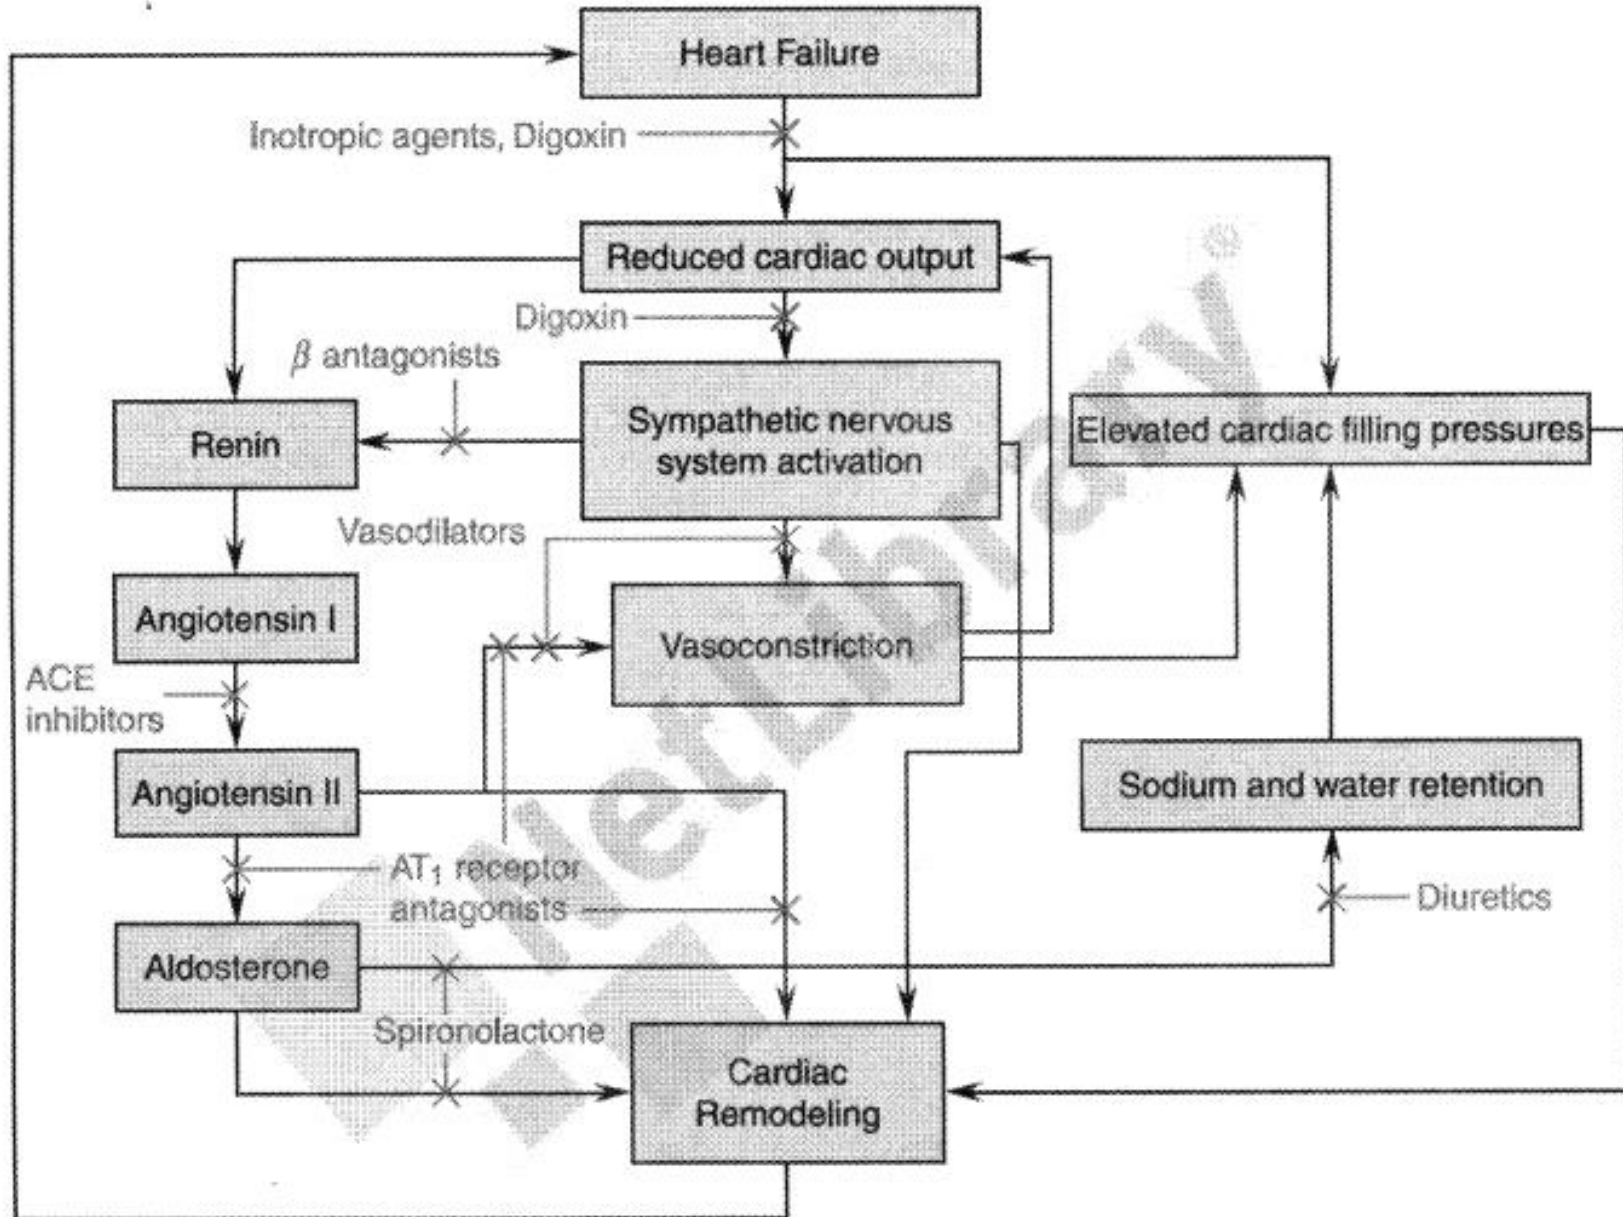 Heart Failure
Inotropic agents, Digoxin
Reduced cardiac output
Digoxin
β antagonists
Renin
Sympathetic nervous
system activation
Elevated cardiac filling pressures
Vasodilators
Angiotensin I
Vasoconstriction
ACE
inhibitors
Angiotensin II
Sodium and water retention
AT₁ receptor
antagonists
Diuretics
Aldosterone
Spironolactone
Cardiac
Remodeling
NetLibrary